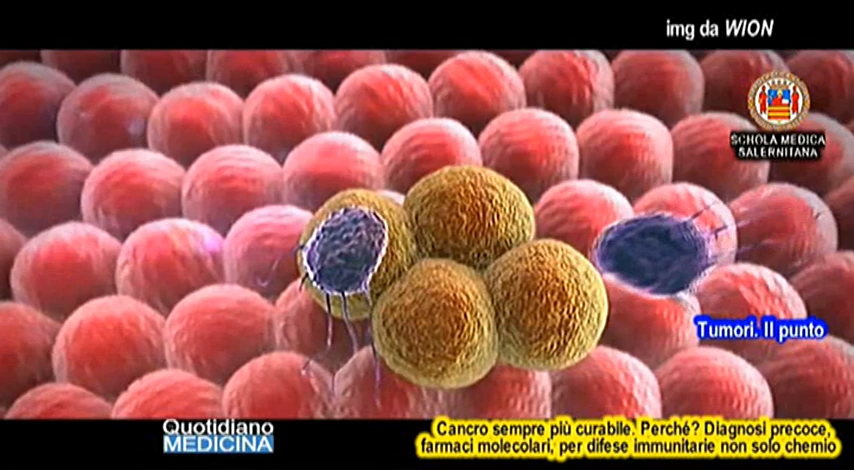 img da WION
SCHOLA MEDICA
SALERNITANA
Tumori. Il punto
Quotidiano
MEDICINA
Cancro sempre più curabile. Perché? Diagnosi precoce,
farmaci molecolari, per difese immunitarie non solo chemio